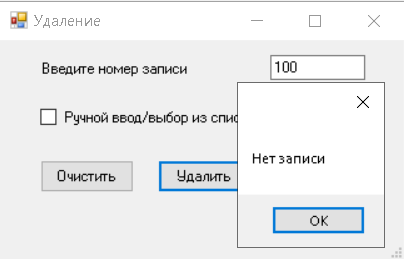 Удаление
Введите номер записи
100
Ручной ввод/выбор из спис
Нет записи
Очистить
Удалить
OK